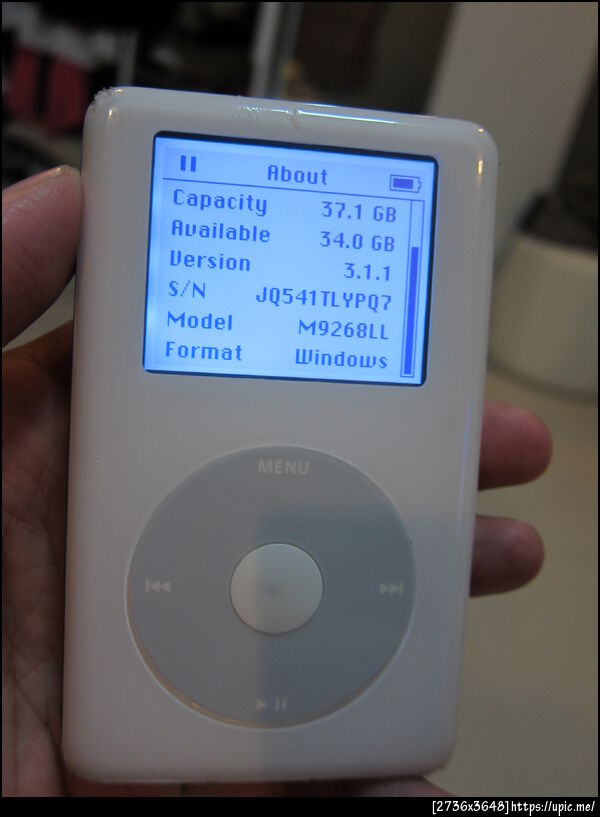 About
Capacity 37.1 GB
Available 34.0 GB
Version 3.1.1
S/N JQ541TLYPQ7
Model M9268LL
Format Windows
MENU
[2736x3648]https://upic.me/